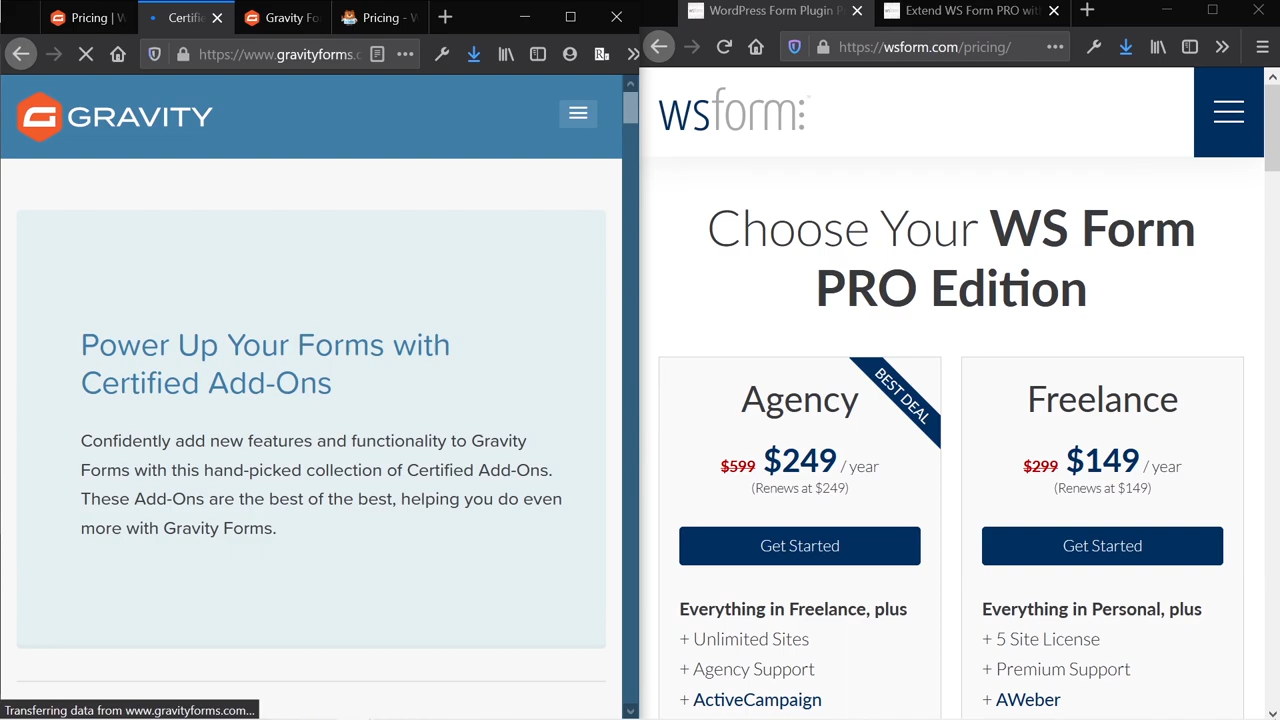 Pricing |
Certifie
Gravity Fo
Pricing - W
https://www.gravityforms.c
GRAVITY
Power Up Your Forms with
Certified Add-Ons
Confidently add new features and functionality to Gravity
Forms with this hand-picked collection of Certified Add-Ons.
These Add-Ons are the best of the best, helping you do even
more with Gravity Forms.
Transferring data from www.gravityforms.com...
WordPress Form Plugin P
Extend WS Form PRO with
https://wsform.com/pricing/
wsform:
Choose Your WS Form
PRO Edition
BEST DEAL
Agency
$599 $249 / year
(Renews at $249)
Get Started
Everything in Freelance, plus
+ Unlimited Sites
+ Agency Support
+ ActiveCampaign
Freelance
$299 $149 / year
(Renews at $149)
Get Started
Everything in Personal, plus
+ 5 Site License
+ Premium Support
+ AWeber